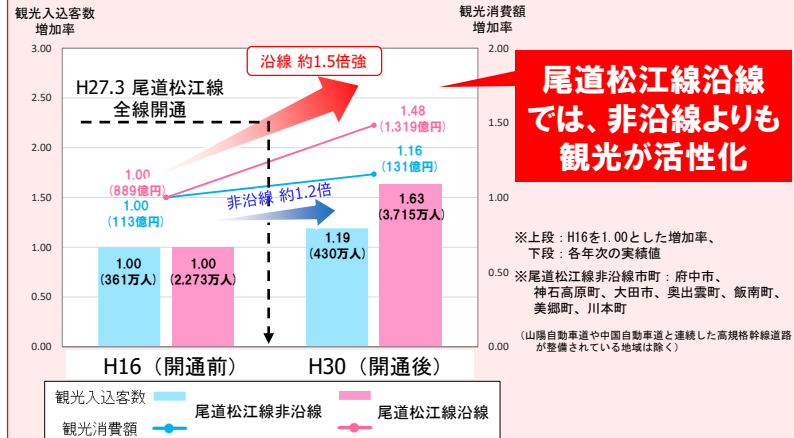 観光入込客数
増加率
観光消費額
増加率
3.00
2.50
2.00
1.50
1.00
0.50
0.00
2.00
1.50
1.00
0.50
0.00
沿線 約1.5倍強
H27.3 尾道松江線
全線開通
尾道松江線沿線
では、非沿線よりも
観光が活性化
1.48
(1,319億円)
1.16
(131億円)
1.00
(889億円)
1.00
(113億円)
非沿線 約1.2倍
1.00
(361万人)
1.00
(2,273万人)
1.19
(430万人)
1.63
(3,715万人)
※上段:H16を1.00とした増加率、
下段:各年次の実績値
※尾道松江線非沿線市町:府中市、
神石高原町、大田市、奥出雲町、飯南町、
美郷町、川本町
(山陽自動車道や中国自動車道と連続した高規格幹線道路
が整備されている地域は除く)
H16(開通前)
H30(開通後)
観光入込客数
尾道松江線非沿線
尾道松江線沿線
観光消費額